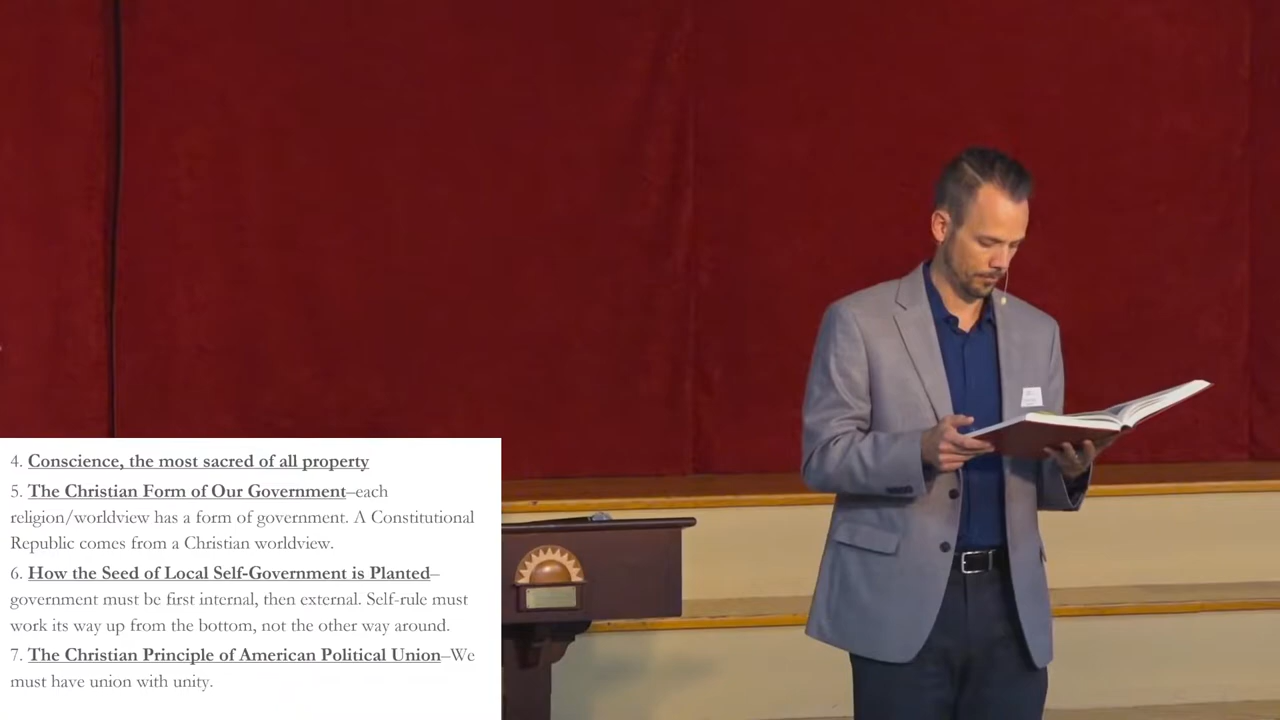 4. Conscience, the most sacred of all property
5. The Christian Form of Our Government–each
religion/worldview has a form of government. A Constitutional
Republic comes from a Christian worldview.
6. How the Seed of Local Self-Government is Planted–
government must be first internal, then external. Self-rule must
work its way up from the bottom, not the other way around.
7. The Christian Principle of American Political Union–We
must have union with unity.